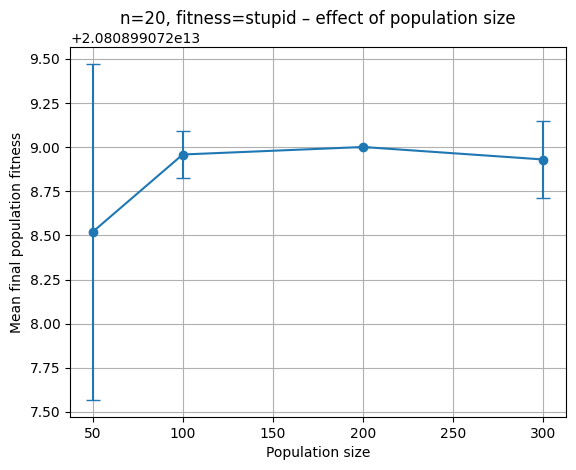 n=20, fitness=stupid – effect of population size
+2.080899072e13
9.50
9.25
9.00
8.75
8.50
8.25
8.00
7.75
7.50
Mean final population fitness
50 100 150 200 250 300
Population size